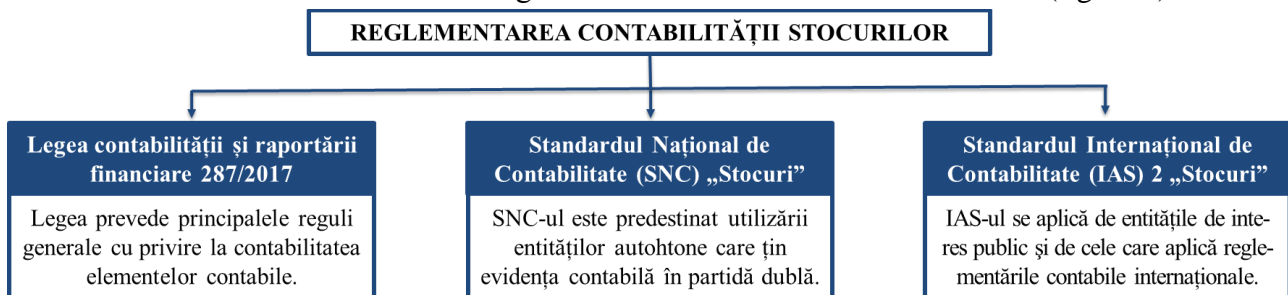 REGLEMENTAREA CONTABILITĂȚII STOCURILOR
Legea contabilității și raportării
financiare 287/2017
Legea prevede principalele reguli
generale cu privire la contabilitatea
elementelor contabile.
Standardul Național de
Contabilitate (SNC) „Stocuri”
SNC-ul este predestinat utilizării
entităților autohtone care țin
evidența contabilă în partidă dublă.
Standardul Internațional de
Contabilitate (IAS) 2 „Stocuri”
IAS-ul se aplică de entitățile de inte-
res public şi de cele care aplică regle-
mentările contabile internaționale.